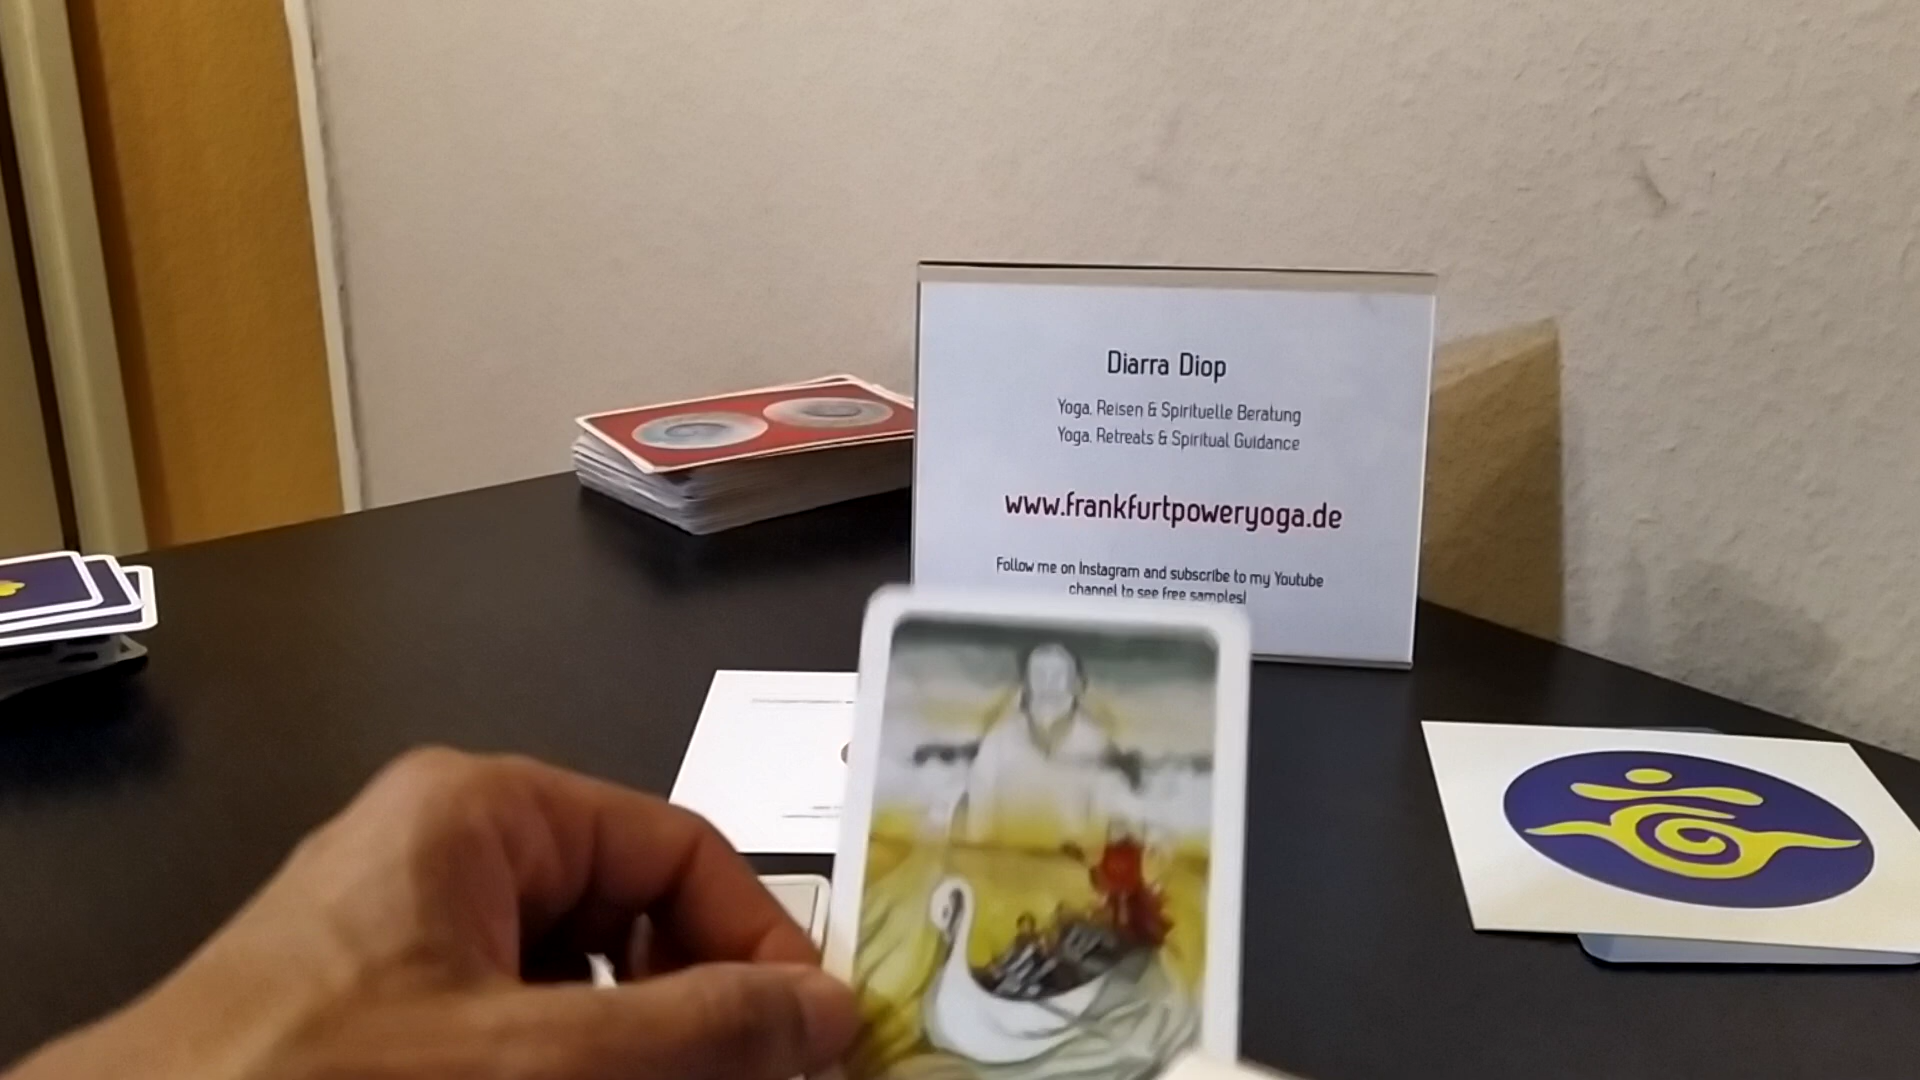 Diarra Diop
Yoga, Reisen & Spirituelle Beratung
Yoga, Retreats & Spiritual Guidance
www.frankfurtpoweryoga.de
Follow me on Instagram and subscribe to my Youtube
channel to see free samples!